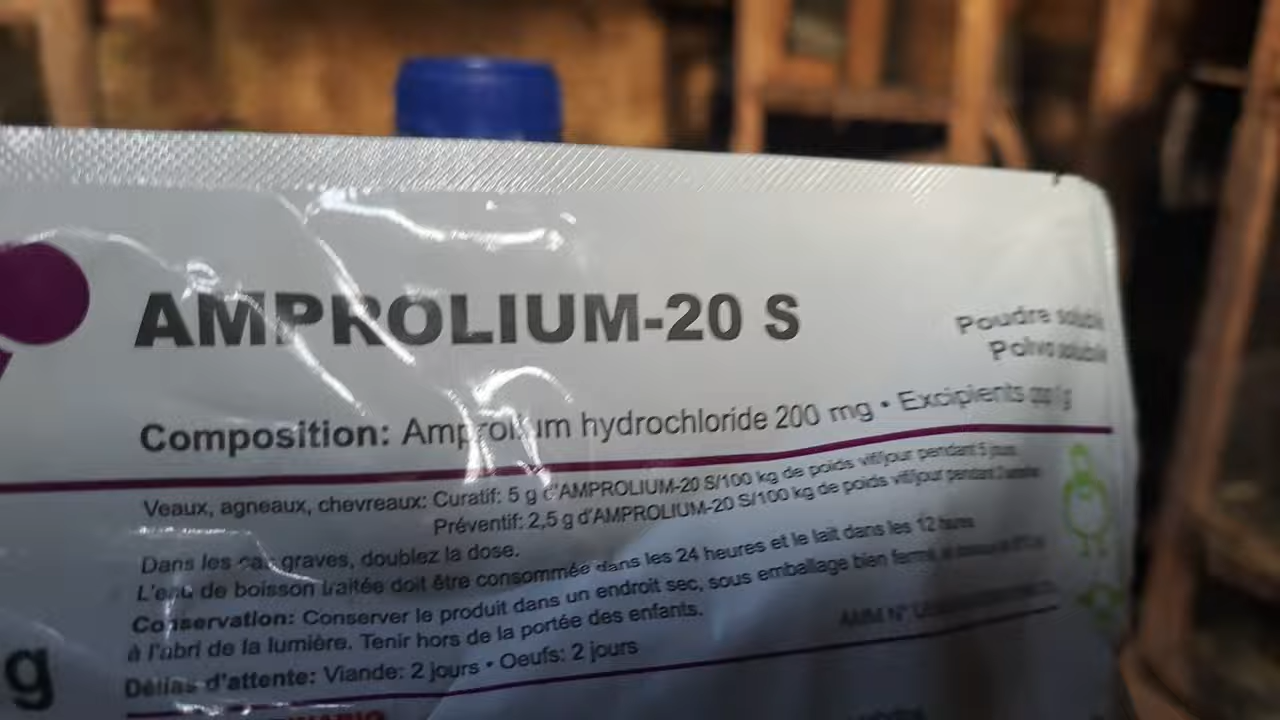 AMPROLIUM-20 S
Poudre soluble
Polvo soluble
Composition: Amprolium hydrochloride 200 mg • Excipients qsp 1 g
Veaux, agneaux, chevreaux: Curatif: 5 g d'AMPROLIUM-20 S/100 kg de poids vif/jour pendant 5 jours
Préventif: 2,5 g d'AMPROLIUM-20 S/100 kg de poids vif/jour pendant
Dans les cas graves, doublez la dose.
L'eau de boisson traitée doit être consommée dans les 24 heures et le lait dans les 12 heures
Conservation: Conserver le produit dans un endroit sec, sous emballage bien fermé,
à l'abri de la lumière. Tenir hors de la portée des enfants.
AMM N°
Délias d'attente: Viande: 2 jours • Oeufs: 2 jours
g